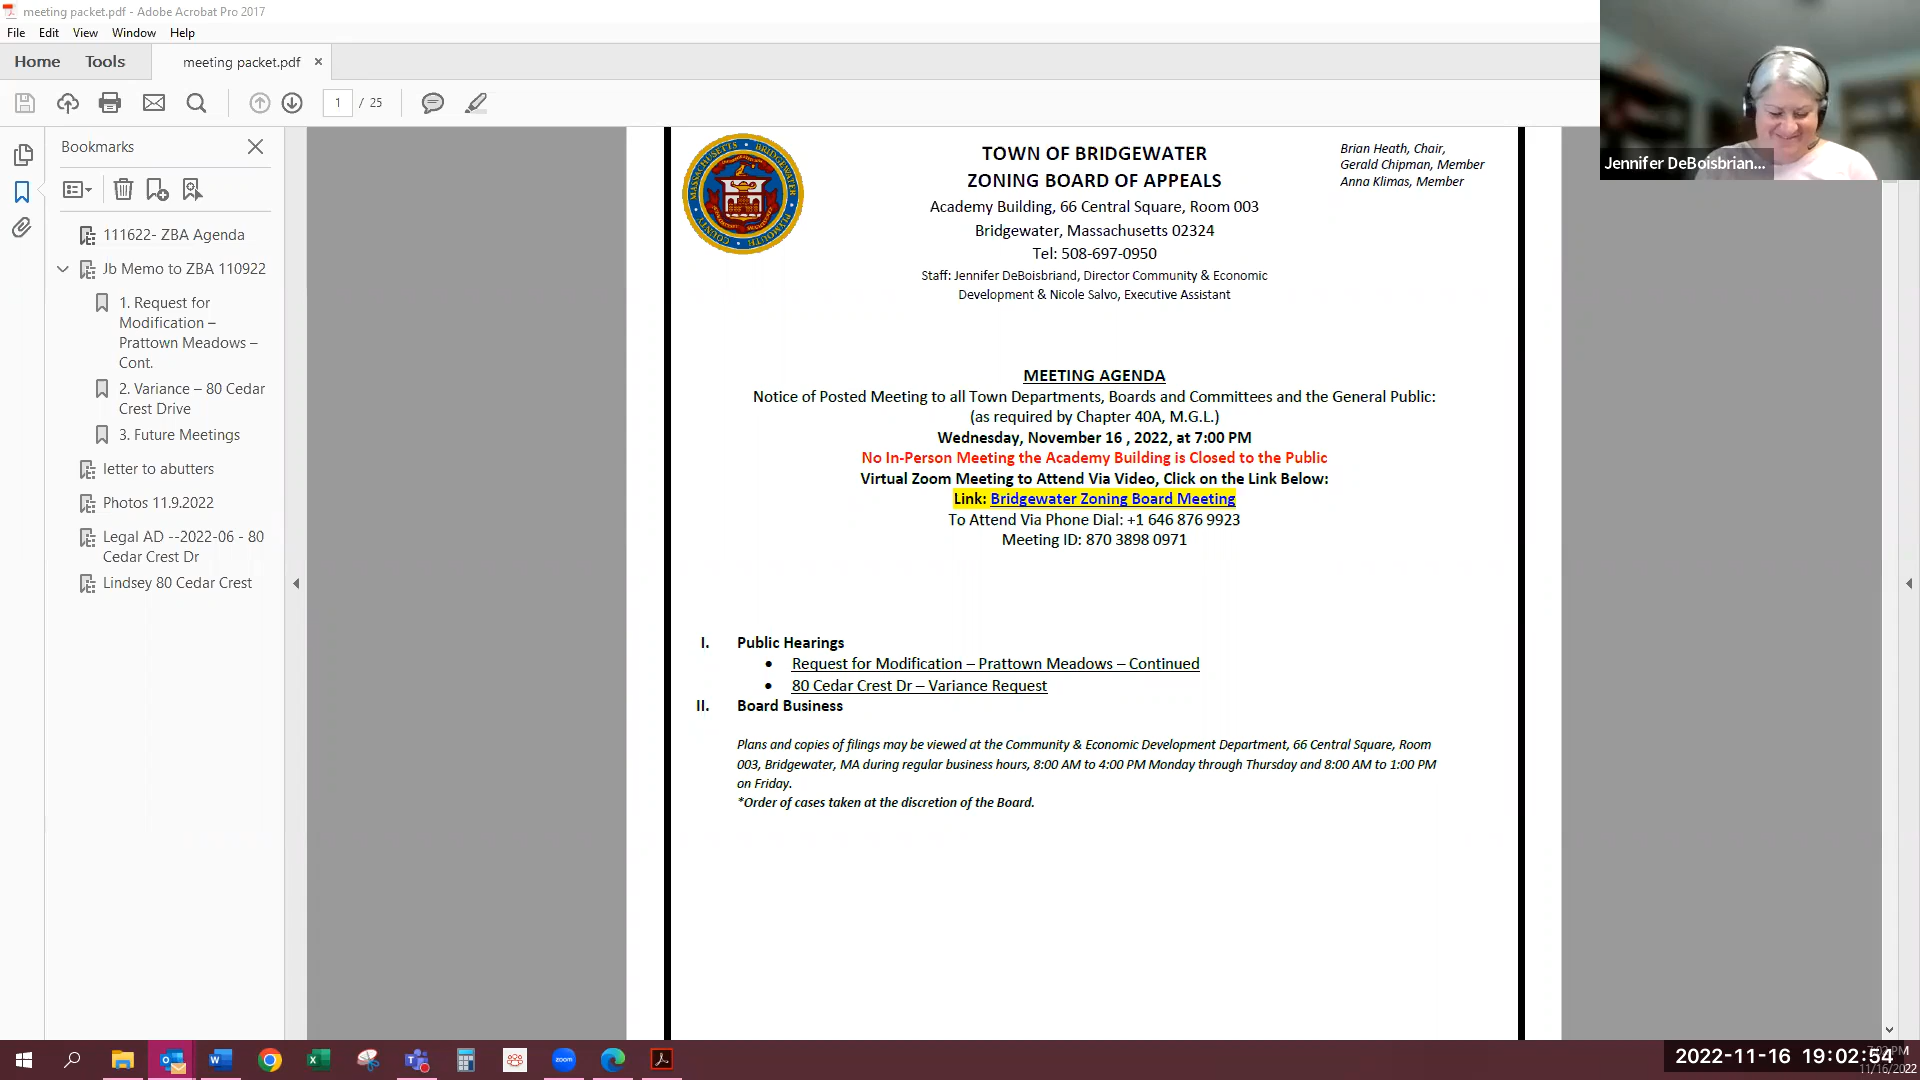 meeting packet.pdf - Adobe Acrobat Pro 2017
File Edit View Window Help
Home Tools meeting packet.pdf ×
1 / 25
Bookmarks
111622- ZBA Agenda
Jb Memo to ZBA 110922
1. Request for
Modification –
Prattown Meadows –
Cont.
2. Variance – 80 Cedar
Crest Drive
3. Future Meetings
letter to abutters
Photos 11.9.2022
Legal AD --2022-06 - 80
Cedar Crest Dr
Lindsey 80 Cedar Crest
MASSACHUSETTS BRIDGEWATER
PLYMOUTH COUNTY
TOWN OF BRIDGEWATER
ZONING BOARD OF APPEALS
Academy Building, 66 Central Square, Room 003
Bridgewater, Massachusetts 02324
Tel: 508-697-0950
Staff: Jennifer DeBoisbriand, Director Community & Economic
Development & Nicole Salvo, Executive Assistant
Brian Heath, Chair,
Gerald Chipman, Member
Anna Klimas, Member
MEETING AGENDA
Notice of Posted Meeting to all Town Departments, Boards and Committees and the General Public:
(as required by Chapter 40A, M.G.L.)
Wednesday, November 16 , 2022, at 7:00 PM
No In-Person Meeting the Academy Building is Closed to the Public
Virtual Zoom Meeting to Attend Via Video, Click on the Link Below:
Link: Bridgewater Zoning Board Meeting
To Attend Via Phone Dial: +1 646 876 9923
Meeting ID: 870 3898 0971
I. Public Hearings
• Request for Modification – Prattown Meadows – Continued
• 80 Cedar Crest Dr – Variance Request
II. Board Business
Plans and copies of filings may be viewed at the Community & Economic Development Department, 66 Central Square, Room
003, Bridgewater, MA during regular business hours, 8:00 AM to 4:00 PM Monday through Thursday and 8:00 AM to 1:00 PM
on Friday.
*Order of cases taken at the discretion of the Board.
Jennifer DeBoisbrian...
zoom
2022-11-16 19:02:54
11/16/2022